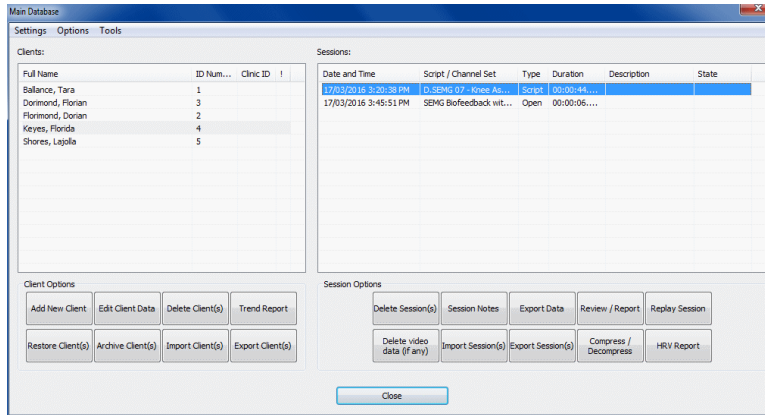 Main Database
Settings Options Tools
Clients: Sessions:
Full Name ID Num... Clinic ID ! Date and Time Script / Channel Set Type Duration Description State
Ballance, Tara 1 17/03/2016 3:20:38 PM D.SEMG 07 - Knee As... Script 00:00:44....
Dorimond, Florian 3 17/03/2016 3:45:51 PM SEMG Biofeedback wit... Open 00:00:06....
Florimond, Dorian 2
Keyes, Florida 4
Shores, Lajolla 5
Client Options Session Options
Add New Client Edit Client Data Delete Client(s) Trend Report Delete Session(s) Session Notes Export Data Review / Report Replay Session
Restore Client(s) Archive Client(s) Import Client(s) Export Client(s) Delete video data (if any) Import Session(s) Export Session(s) Compress / Decompress HRV Report
Close